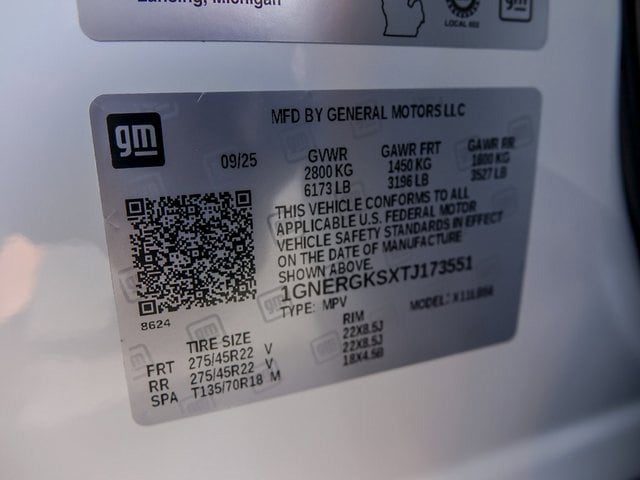 Lansing, Michigan
LOCAL 602
gm
MFD BY GENERAL MOTORS LLC
gm
09/25
GVWR GAWR FRT GAWR RR
2800 KG 1450 KG 1600 KG
6173 LB 3196 LB 3527 LB
THIS VEHICLE CONFORMS TO ALL
APPLICABLE U.S. FEDERAL MOTOR
VEHICLE SAFETY STANDARDS IN EFFECT
ON THE DATE OF MANUFACTURE
SHOWN ABOVE.
1GNERGKSXTJ173551
TYPE: MPV MODEL:
8624
TIRE SIZE RIM
FRT 275/45R22 V 22X8.5J
RR 275/45R22 V 22X8.5J
SPA T135/70R18 M 18X4.5B